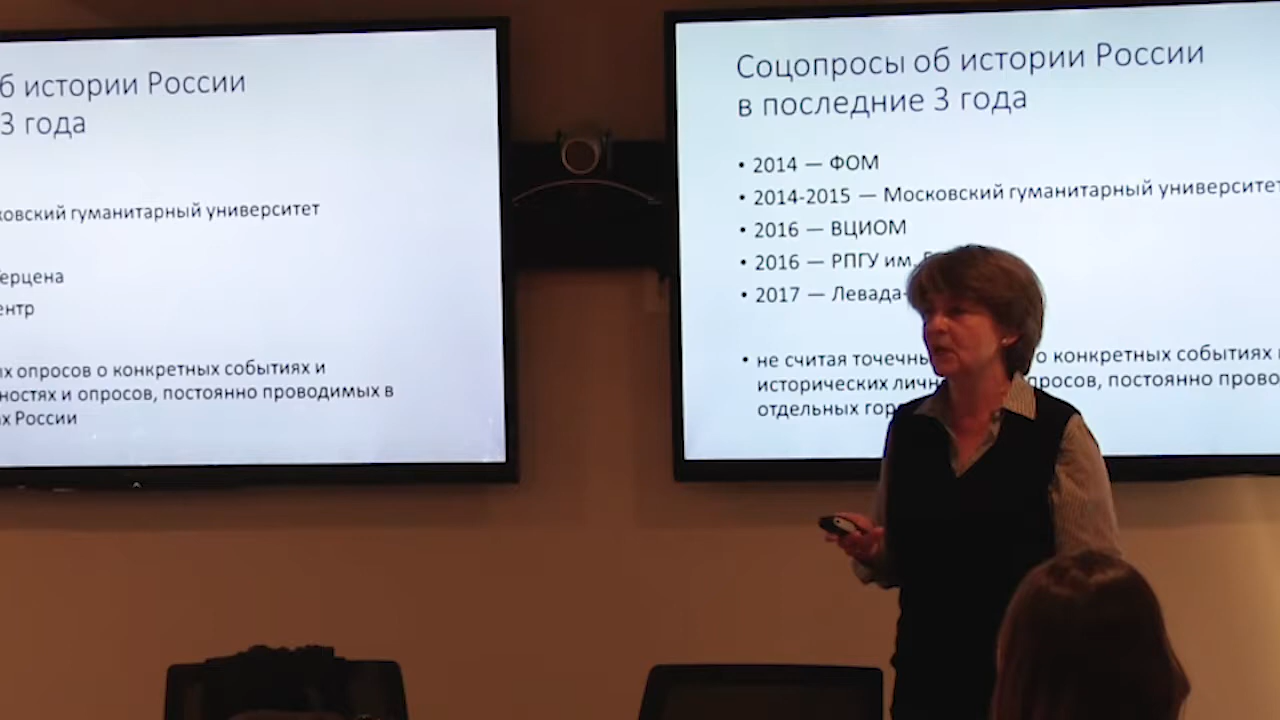 б истории России
3 года
ковский гуманитарный университет
ерцена
ентр
ых опросов о конкретных событиях и
ностях и опросов, постоянно проводимых в
х России
Соцопросы об истории России
в последние 3 года
• 2014 — ФОМ
• 2014-2015 — Московский гуманитарный университет
• 2016 — ВЦИОМ
• 2016 — РПГУ им.
• 2017 — Левада-
• не считая точечны о конкретных событиях
исторических личн просов, постоянно прово
отдельных гор